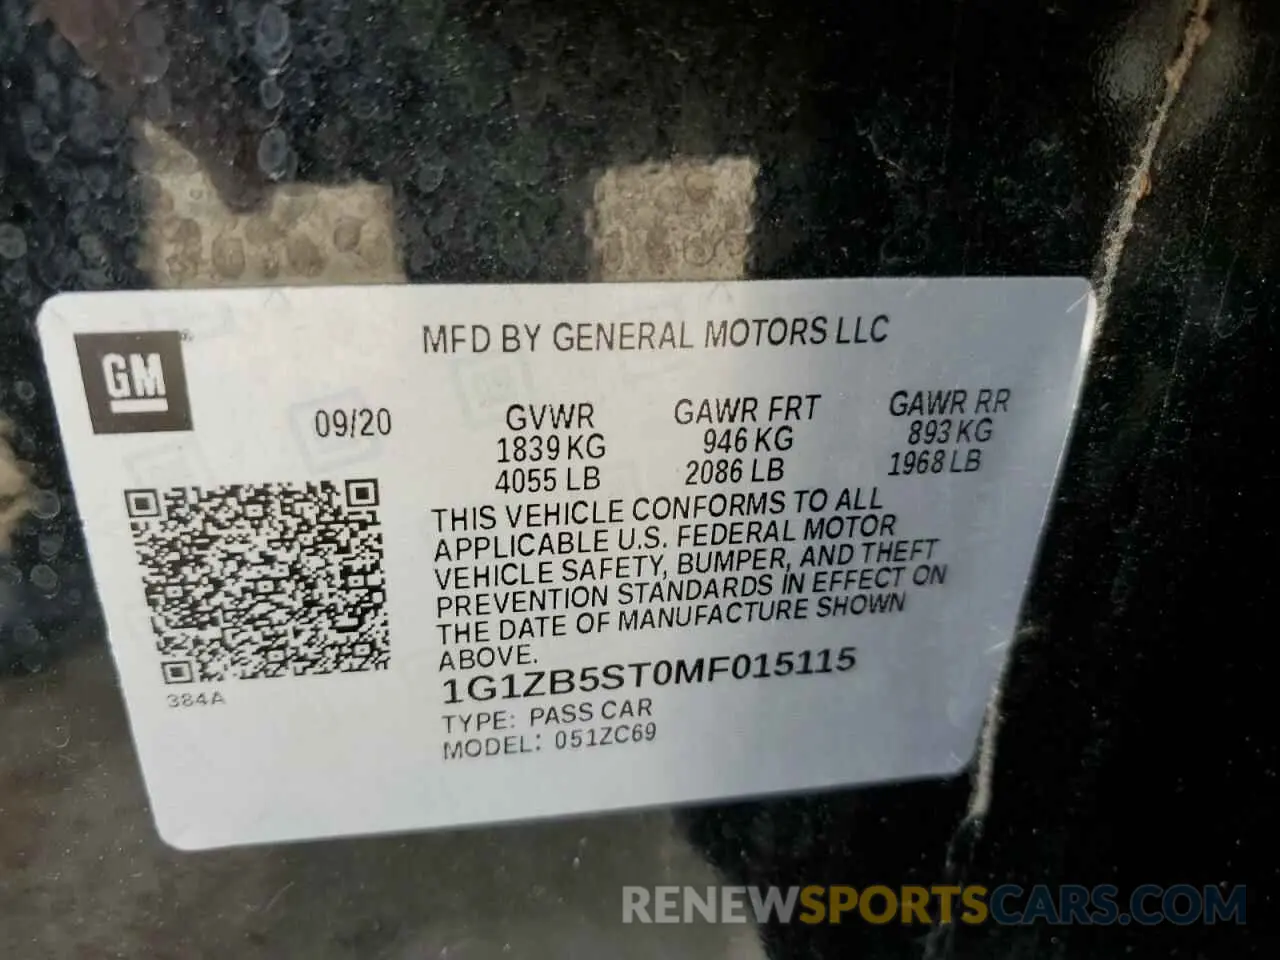 MFD BY GENERAL MOTORS LLC
GM
09/20
GVWR GAWR FRT GAWR RR
1839 KG 946 KG 893 KG
4055 LB 2086 LB 1968 LB
THIS VEHICLE CONFORMS TO ALL
APPLICABLE U.S. FEDERAL MOTOR
VEHICLE SAFETY, BUMPER, AND THEFT
PREVENTION STANDARDS IN EFFECT ON
THE DATE OF MANUFACTURE SHOWN
ABOVE.
1G1ZB5ST0MF015115
384A
TYPE: PASS CAR
MODEL: 051ZC69
RENEWSPORTSCARS.COM